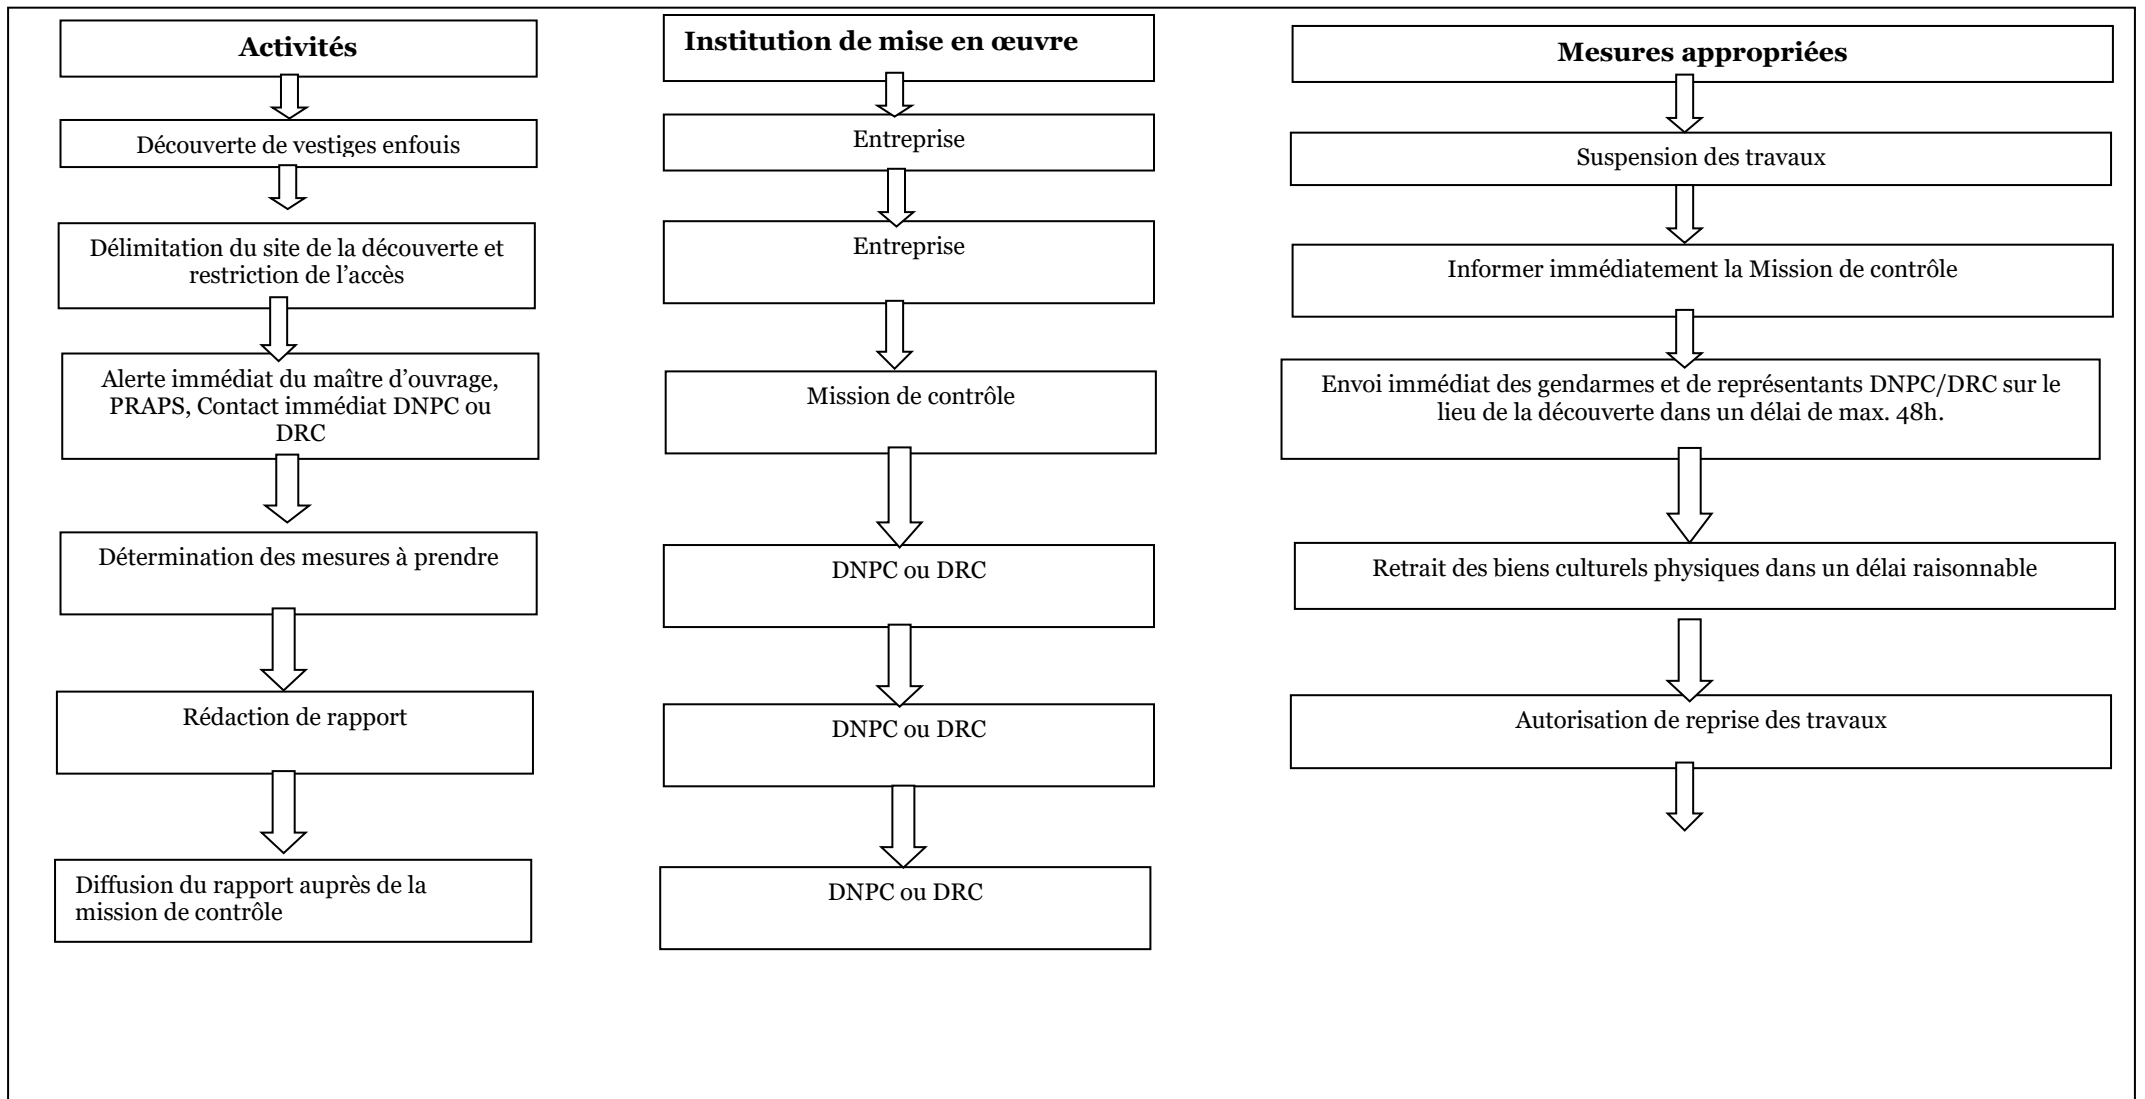 Activités
Découverte de vestiges enfouis
Délimitation du site de la découverte et
restriction de l'accès
Alerte immédiat du maître d'ouvrage,
PRAPS, Contact immédiat DNPC ou
DRC
Détermination des mesures à prendre
Rédaction de rapport
Diffusion du rapport auprès de la
mission de contrôle
Institution de mise en œuvre
Entreprise
Entreprise
Mission de contrôle
DNPC ou DRC
DNPC ou DRC
DNPC ou DRC
Mesures appropriées
Suspension des travaux
Informer immédiatement la Mission de contrôle
Envoi immédiat des gendarmes et de représentants DNPC/DRC sur le
lieu de la découverte dans un délai de max. 48h.
Retrait des biens culturels physiques dans un délai raisonnable
Autorisation de reprise des travaux